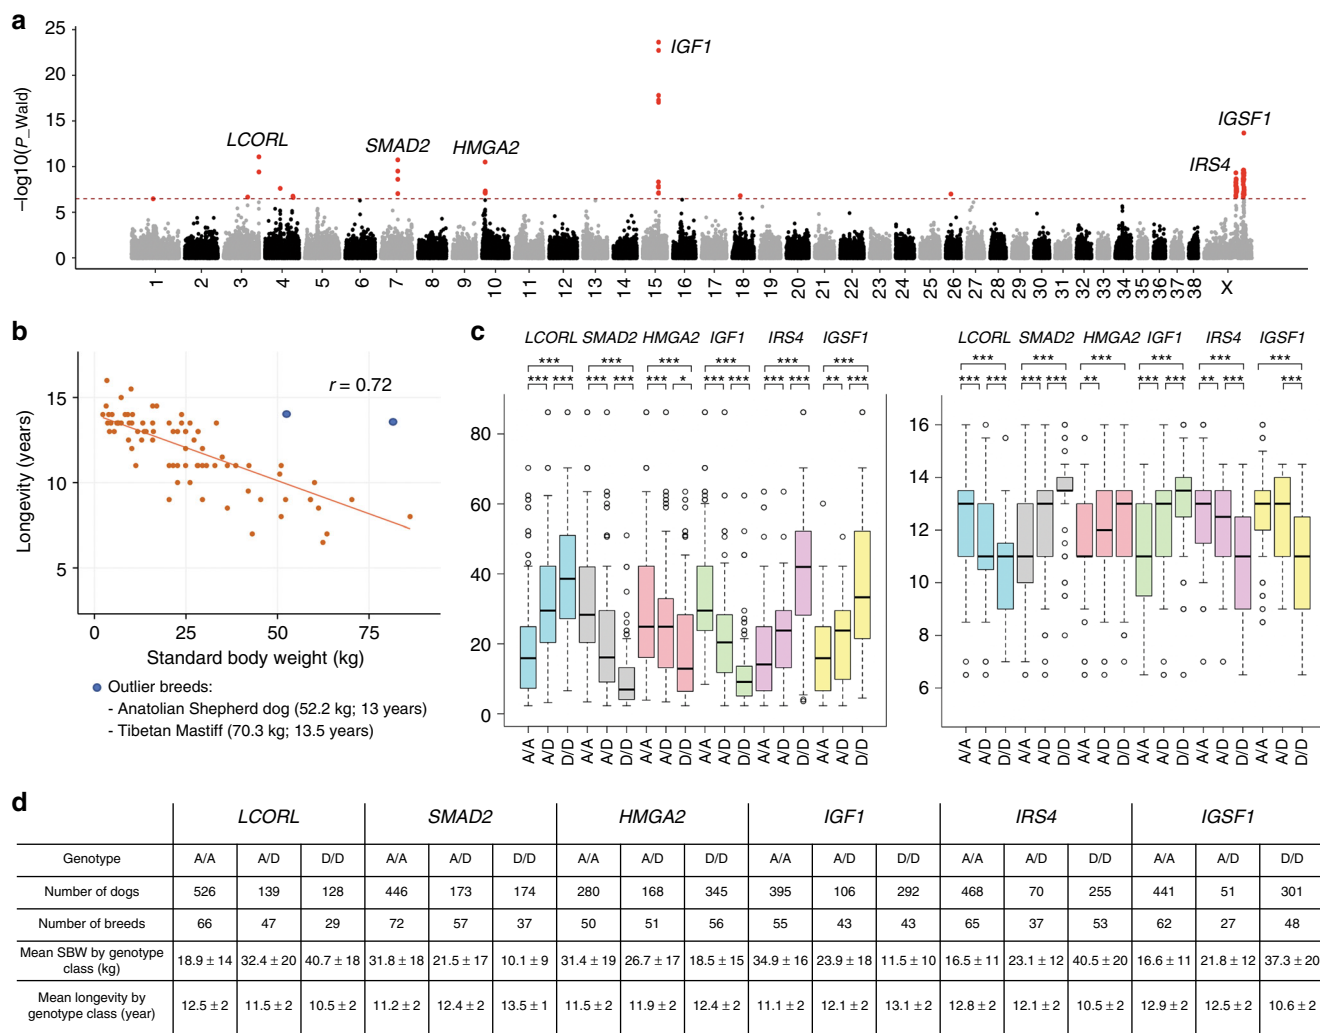 a
25
20
15
10
5
0
–log10(P_Wald)
LCORL
SMAD2
HMGA2
IGF1
IRS4
IGSF1
1 2 3 4 5 6 7 8 9 10 11 12 13 14 15 16 17 18 19 20 21 22 23 24 25 26 27 28 29 30 31 32 33 34 35 36 37 38 X
b
r = 0.72
15
10
5
Longevity (years)
0 25 50 75
Standard body weight (kg)
Outlier breeds:
- Anatolian Shepherd dog (52.2 kg; 13 years)
- Tibetan Mastiff (70.3 kg; 13.5 years)
c
LCORL SMAD2 HMGA2 IGF1 IRS4 IGSF1
*** *** *** *** *** ***
*** *** *** *** *** * *** *** *** *** ** ***
80
60
40
20
0
A/A A/D D/D A/A A/D D/D A/A A/D D/D A/A A/D D/D A/A A/D D/D A/A A/D D/D
LCORL SMAD2 HMGA2 IGF1 IRS4 IGSF1
*** *** *** *** *** ***
*** *** *** *** ** *** *** ** *** ***
16
14
12
10
8
6
A/A A/D D/D A/A A/D D/D A/A A/D D/D A/A A/D D/D A/A A/D D/D A/A A/D D/D
d
LCORL SMAD2 HMGA2 IGF1 IRS4 IGSF1
Genotype A/A A/D D/D A/A A/D D/D A/A A/D D/D A/A A/D D/D A/A A/D D/D A/A A/D D/D
Number of dogs 526 139 128 446 173 174 280 168 345 395 106 292 468 70 255 441 51 301
Number of breeds 66 47 29 72 57 37 50 51 56 55 43 43 65 37 53 62 27 48
Mean SBW by genotype
class (kg) 18.9 ± 14 32.4 ± 20 40.7 ± 18 31.8 ± 18 21.5 ± 17 10.1 ± 9 31.4 ± 19 26.7 ± 17 18.5 ± 15 34.9 ± 16 23.9 ± 18 11.5 ± 10 16.5 ± 11 23.1 ± 12 40.5 ± 20 16.6 ± 11 21.8 ± 12 37.3 ± 20
Mean longevity by
genotype class (year) 12.5 ± 2 11.5 ± 2 10.5 ± 2 11.2 ± 2 12.4 ± 2 13.5 ± 1 11.5 ± 2 11.9 ± 2 12.4 ± 2 11.1 ± 2 12.1 ± 2 13.1 ± 2 12.8 ± 2 12.1 ± 2 10.5 ± 2 12.9 ± 2 12.5 ± 2 10.6 ± 2